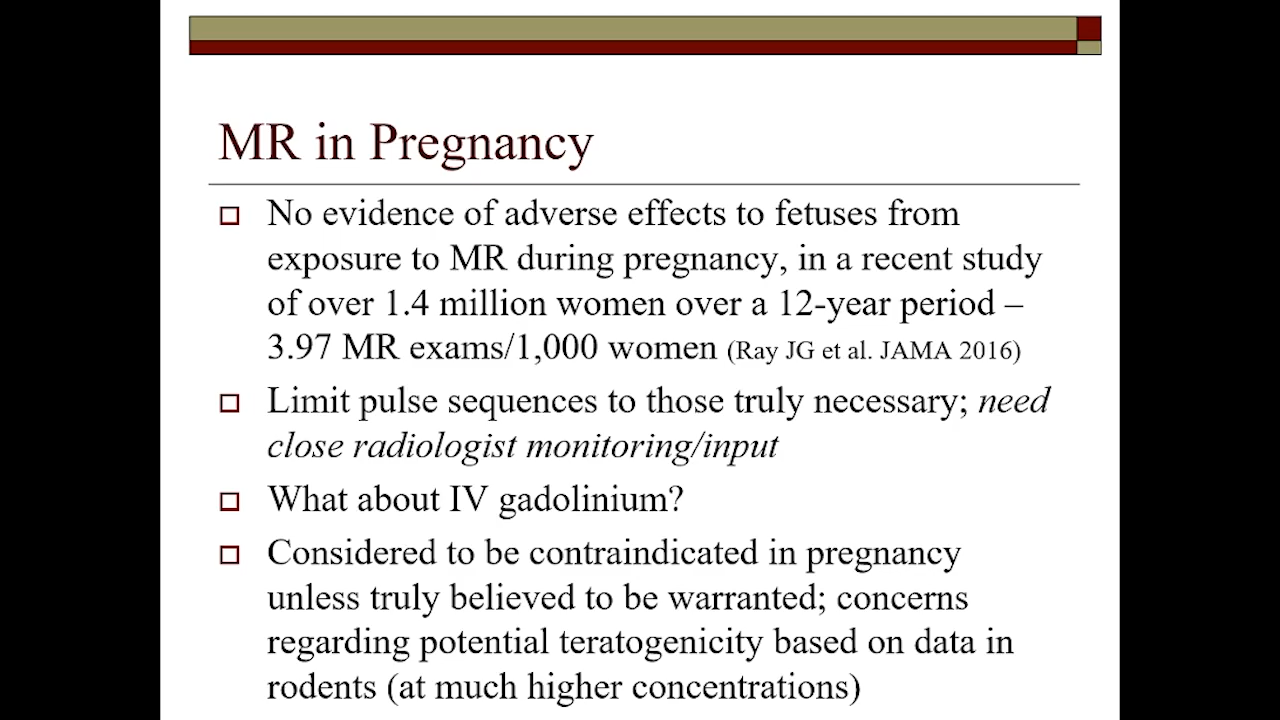 MR in Pregnancy
No evidence of adverse effects to fetuses from
exposure to MR during pregnancy, in a recent study
of over 1.4 million women over a 12-year period –
3.97 MR exams/1,000 women (Ray JG et al. JAMA 2016)
Limit pulse sequences to those truly necessary; need
close radiologist monitoring/input
What about IV gadolinium?
Considered to be contraindicated in pregnancy
unless truly believed to be warranted; concerns
regarding potential teratogenicity based on data in
rodents (at much higher concentrations)